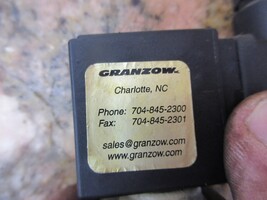 GRANZOW.
Charlotte, NC
Phone: 704-845-2300
Fax: 704-845-2301
sales@granzow.com
www.granzow.com